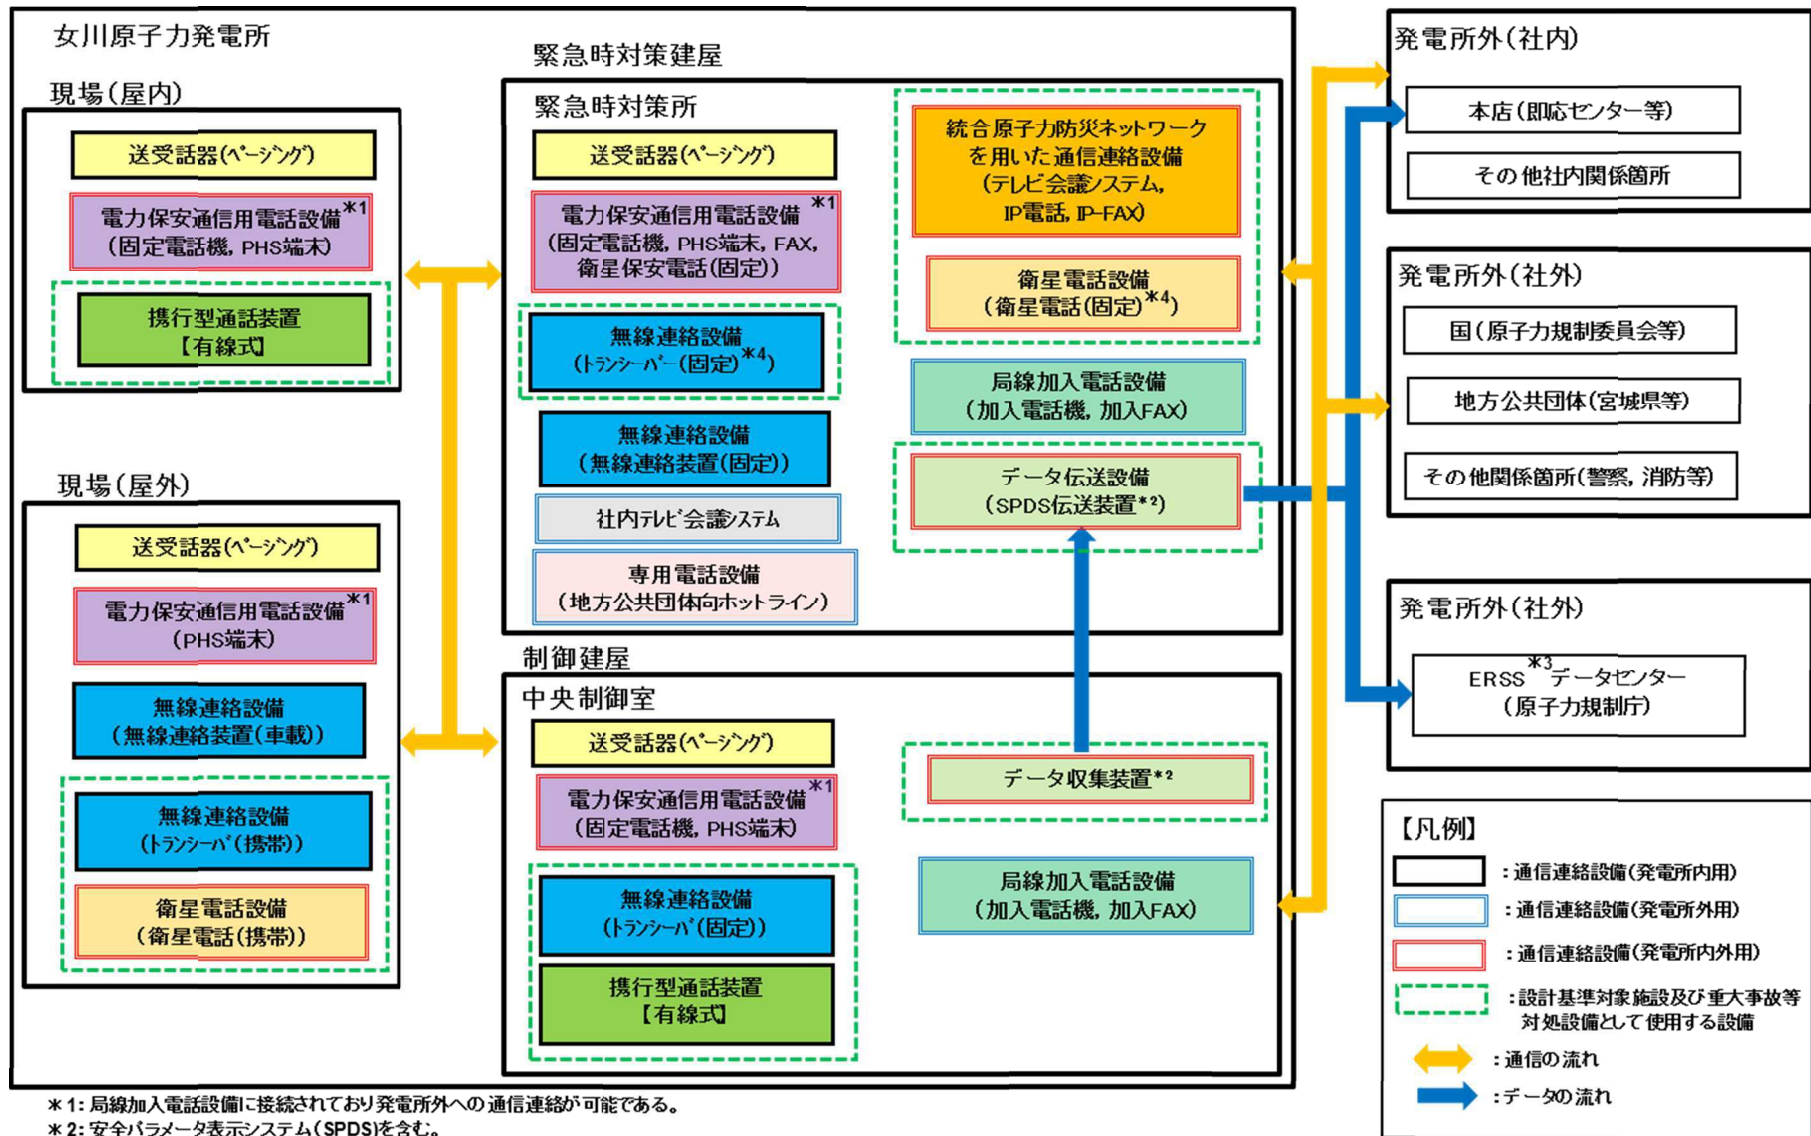 女川原子力発電所
現場(屋内)
送受話器(ページング)
電力保安通信用電話設備*1
(固定電話機, PHS端末)
携行型通話装置
【有線式】
現場(屋外)
送受話器(ページング)
電力保安通信用電話設備*1
(PHS端末)
無線連絡設備
(無線連絡装置(車載))
無線連絡設備
(トランシーバ(携帯))
衛星電話設備
(衛星電話(携帯))
緊急時対策建屋
緊急時対策所
送受話器(ページング)
電力保安通信用電話設備*1
(固定電話機, PHS端末, FAX,
衛星保安電話(固定))
無線連絡設備
(トランシーバー(固定)*4)
無線連絡設備
(無線連絡装置(固定))
社内テレビ会議システム
専用電話設備
(地方公共団体向ホットライン)
統合原子力防災ネットワーク
を用いた通信連絡設備
(テレビ会議システム,
IP電話, IP-FAX)
衛星電話設備
(衛星電話(固定)*4)
局線加入電話設備
(加入電話機, 加入FAX)
データ伝送設備
(SPDS伝送装置*2)
制御建屋
中央制御室
送受話器(ページング)
電力保安通信用電話設備*1
(固定電話機, PHS端末)
無線連絡設備
(トランシーバ(固定))
携行型通話装置
【有線式】
データ収集装置*2
局線加入電話設備
(加入電話機, 加入FAX)
発電所外(社内)
本店(即応センター等)
その他社内関係箇所
発電所外(社外)
国(原子力規制委員会等)
地方公共団体(宮城県等)
その他関係箇所(警察, 消防等)
発電所外(社外)
ERSS*3データセンター
(原子力規制庁)
【凡例】
:通信連絡設備(発電所内用)
:通信連絡設備(発電所外用)
:通信連絡設備(発電所内外用)
:設計基準対象施設及び重大事故等
対処設備として使用する設備
:通信の流れ
:データの流れ
*1:局線加入電話設備に接続されており発電所外への通信連絡が可能である。
*2:安全パラメータ表示システム(SPDS)を含む。